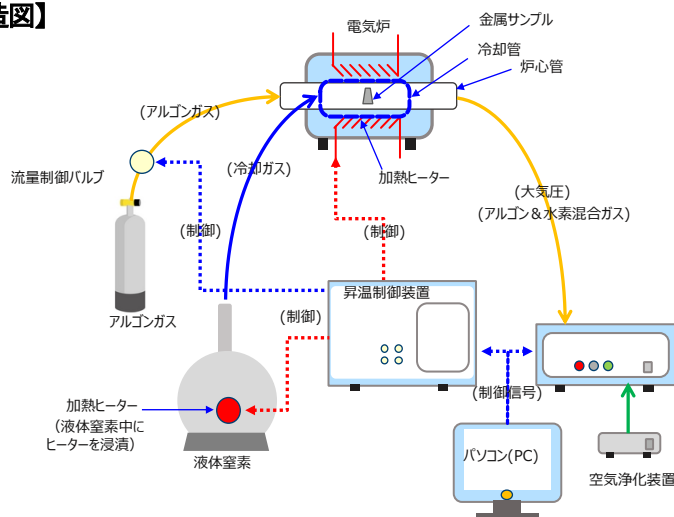 造図】
電気炉
金属サンプル
冷却管
炉心管
(アルゴンガス)
流量制御バルブ
(冷却ガス)
加熱ヒーター
(大気圧)
(アルゴン＆水素混合ガス)
(制御)
(制御)
アルゴンガス
昇温制御装置
(制御)
(制御信号)
加熱ヒーター
(液体窒素中に
ヒーターを浸漬)
液体窒素
パソコン(PC)
空気浄化装置